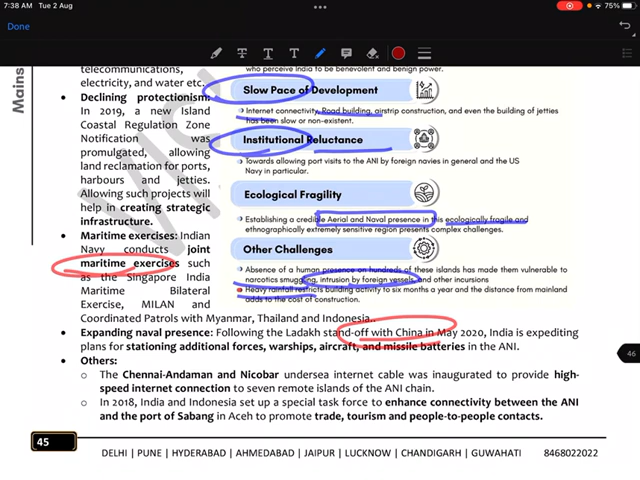 7:38 AM Tue 2 Aug
75%
Done
Mains
telecommunications,
electricity, and water etc.
• Declining protectionism:
In 2019, a new Island
Coastal Regulation Zone
Notification was
promulgated, allowing
land reclamation for ports,
harbours and jetties.
Allowing such projects will
help in creating strategic
infrastructure.
• Maritime exercises: Indian
Navy conducts joint
maritime exercises such
as the Singapore India
Maritime Bilateral
Exercise, MILAN and
Coordinated Patrols with Myanmar, Thailand and Indonesia..
who perceive India to be benevolent and benign power.
Slow Pace of Development
Internet connectivity, Road building, airstrip construction, and even the building of jetties
has been slow or non-existent.
Institutional Reluctance
Towards allowing port visits to the ANI by foreign navies in general and the US
Navy in particular.
Ecological Fragility
Establishing a credible Aerial and Naval presence in this ecologically fragile and
ethnographically extremely sensitive region presents complex challenges.
Other Challenges
Absence of a human presence on hundreds of these islands has made them vulnerable to
narcotics smuggling, intrusion by foreign vessels, and other incursions
Heavy rainfall restricts building activity to six months a year and the distance from mainland
adds to the cost of construction.
• Expanding naval presence: Following the Ladakh stand-off with China in May 2020, India is expediting
plans for stationing additional forces, warships, aircraft, and missile batteries in the ANI.
• Others:
o The Chennai-Andaman and Nicobar undersea internet cable was inaugurated to provide high-
speed internet connection to seven remote islands of the ANI chain.
o In 2018, India and Indonesia set up a special task force to enhance connectivity between the ANI
and the port of Sabang in Aceh to promote trade, tourism and people-to-people contacts.
46
45
DELHI | PUNE | HYDERABAD | AHMEDABAD | JAIPUR | LUCKNOW | CHANDIGARH | GUWAHATI 8468022022